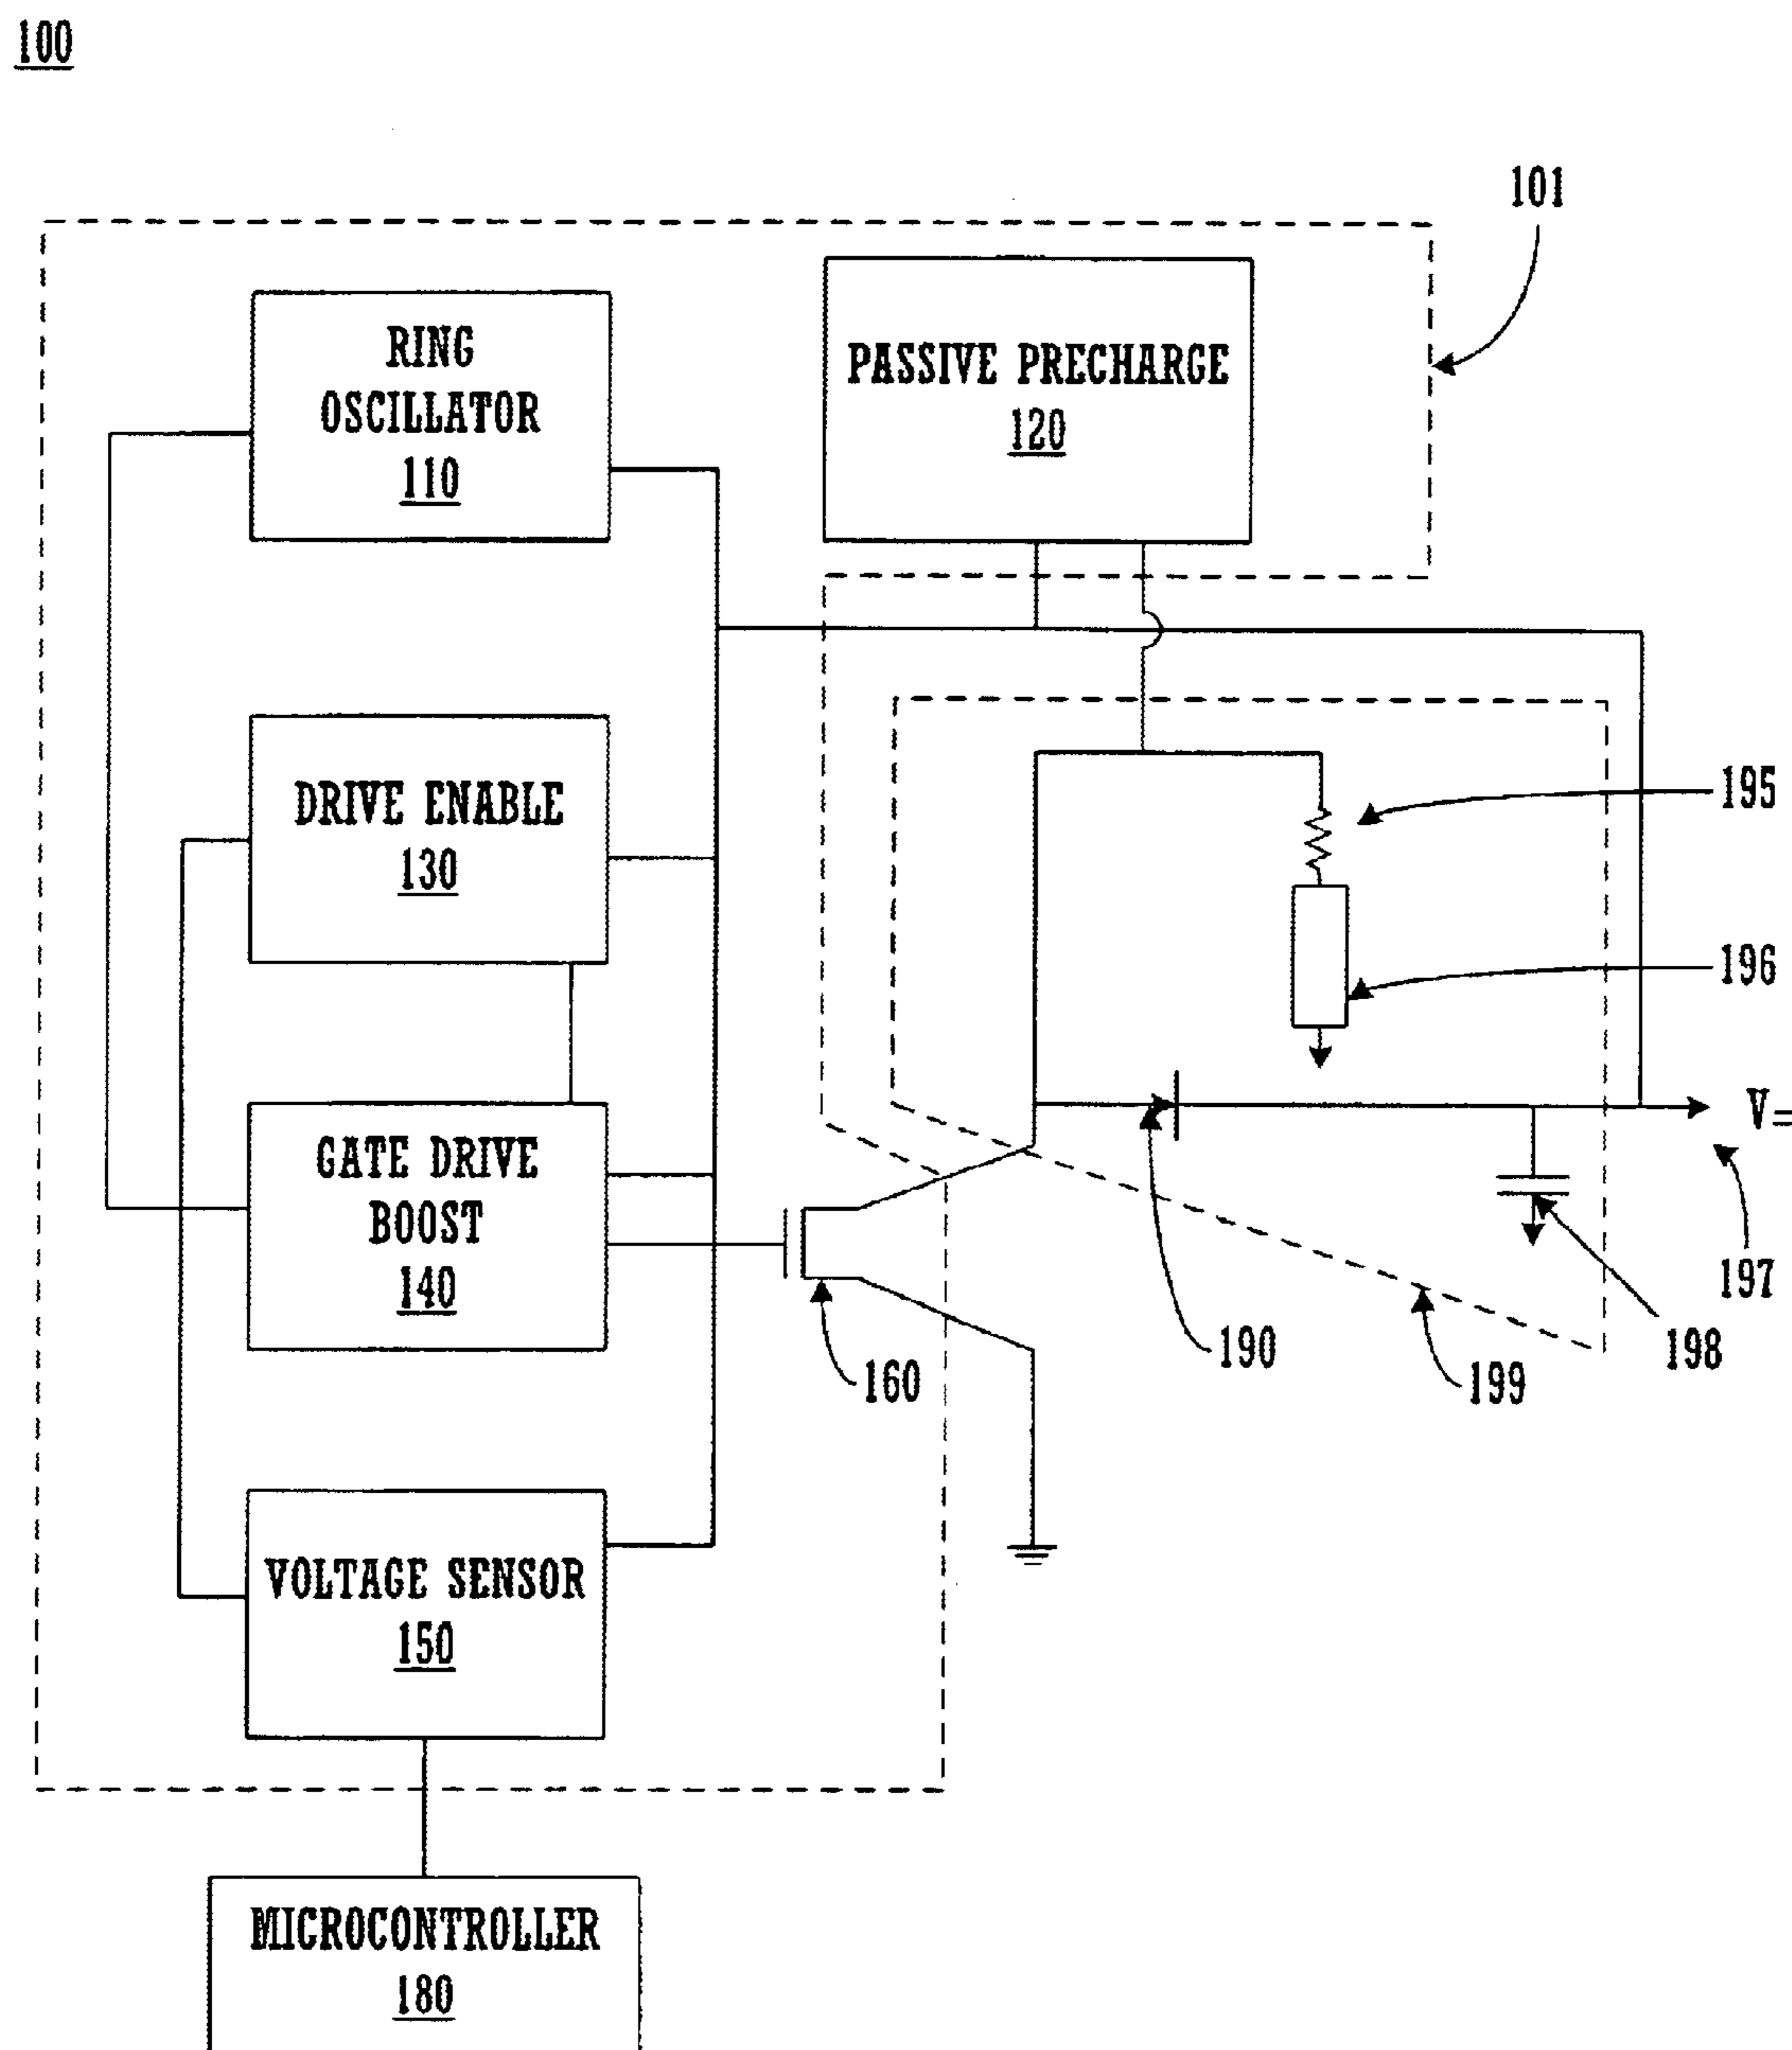 100
101
RING
OSCILLATOR
110
PASSIVE PRECHARGE
120
DRIVE ENABLE
130
195
196
GATE DRIVE
BOOST
140
V=
197
190
198
160
199
VOLTAGE SENSOR
150
MICROCONTROLLER
180